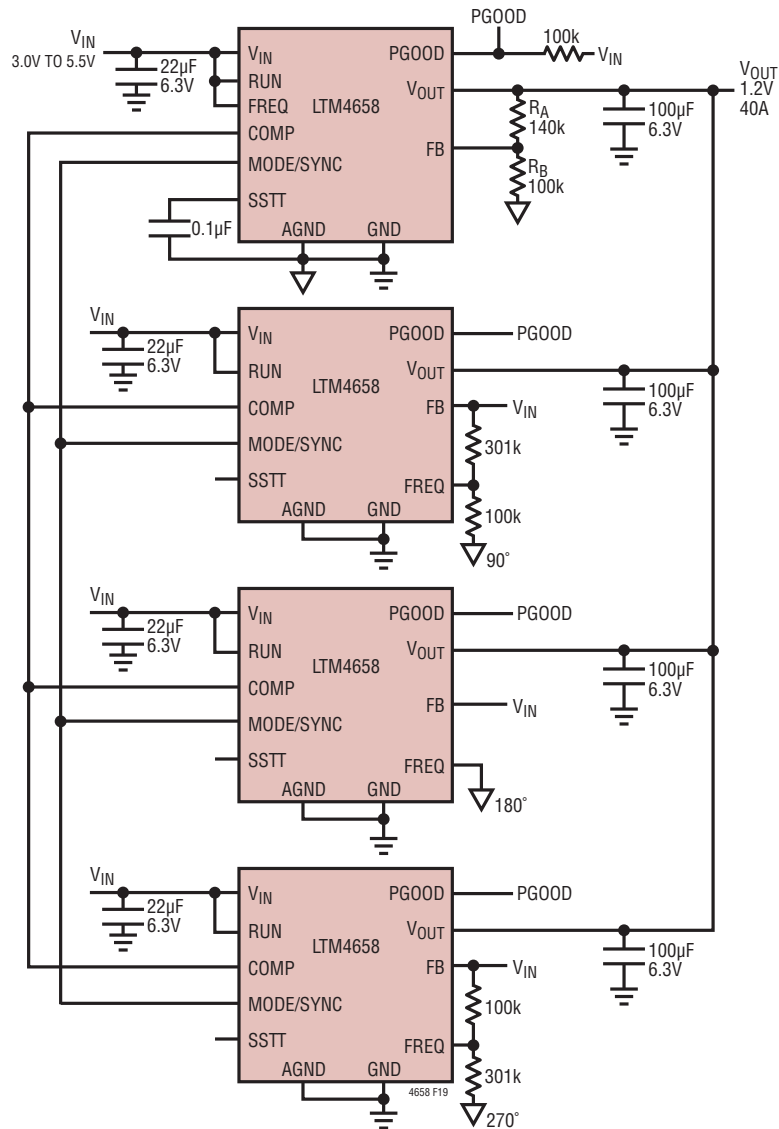 PGOOD
100k
VIN
VIN
3.0V TO 5.5V
22µF
6.3V
VIN
RUN
FREQ
COMP
MODE/SYNC
SSTT
0.1µF
LTM4658
AGND
GND
PGOOD
VOUT
FB
RA
140k
RB
100k
100µF
6.3V
VOUT
1.2V
40A
VIN
22µF
6.3V
VIN
RUN
COMP
MODE/SYNC
SSTT
LTM4658
AGND
GND
PGOOD
VOUT
FB
FREQ
PGOOD
VIN
301k
100k
90°
100µF
6.3V
VIN
22µF
6.3V
VIN
RUN
COMP
MODE/SYNC
SSTT
LTM4658
AGND
GND
PGOOD
VOUT
FB
FREQ
PGOOD
VIN
180°
100µF
6.3V
VIN
22µF
6.3V
VIN
RUN
COMP
MODE/SYNC
SSTT
LTM4658
AGND
GND
PGOOD
VOUT
FB
FREQ
PGOOD
VIN
100k
301k
270°
100µF
6.3V
4658 F19